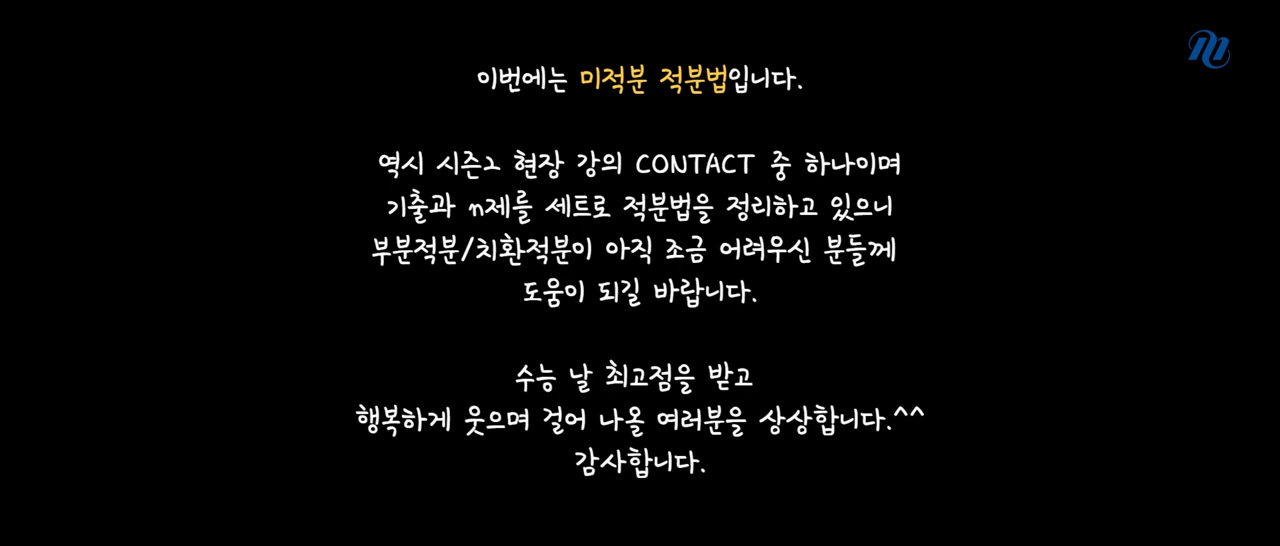 이번에는 미적분 적분법입니다.
역시 시즌2 현장 강의 CONTACT 중 하나이며
기출과 n제를 세트로 적분법을 정리하고 있으니
부분적분/치환적분이 아직 조금 어려우신 분들께
도움이 되길 바랍니다.
수능 날 최고점을 받고
행복하게 웃으며 걸어 나올 여러분을 상상합니다.^^
감사합니다.